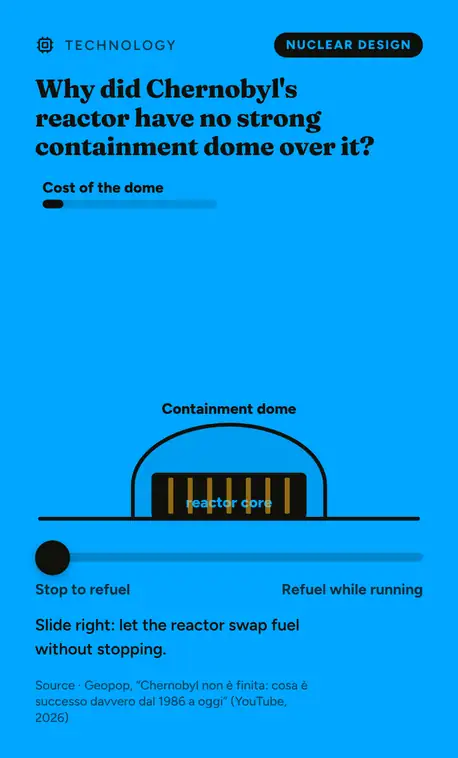 TECHNOLOGY
NUCLEAR DESIGN
Why did Chernobyl's
reactor have no strong
containment dome over it?
Cost of the dome
Containment dome
reactor core
Stop to refuel
Refuel while running
Slide right: let the reactor swap fuel
without stopping.
Source · Geopop, “Chernobyl non è finita: cosa è
successo davvero dal 1986 a oggi” (YouTube,
2026)